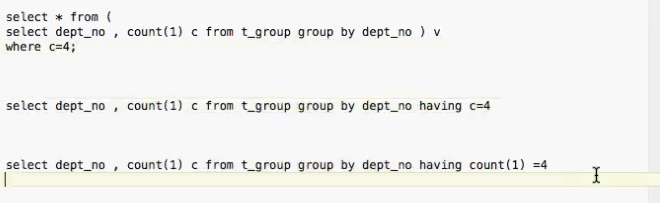 select * from (
select dept_no , count(1) c from t_group group by dept_no ) v
where c=4;
select dept_no , count(1) c from t_group group by dept_no having c=4
select dept_no , count(1) c from t_group group by dept_no having count(1) =4